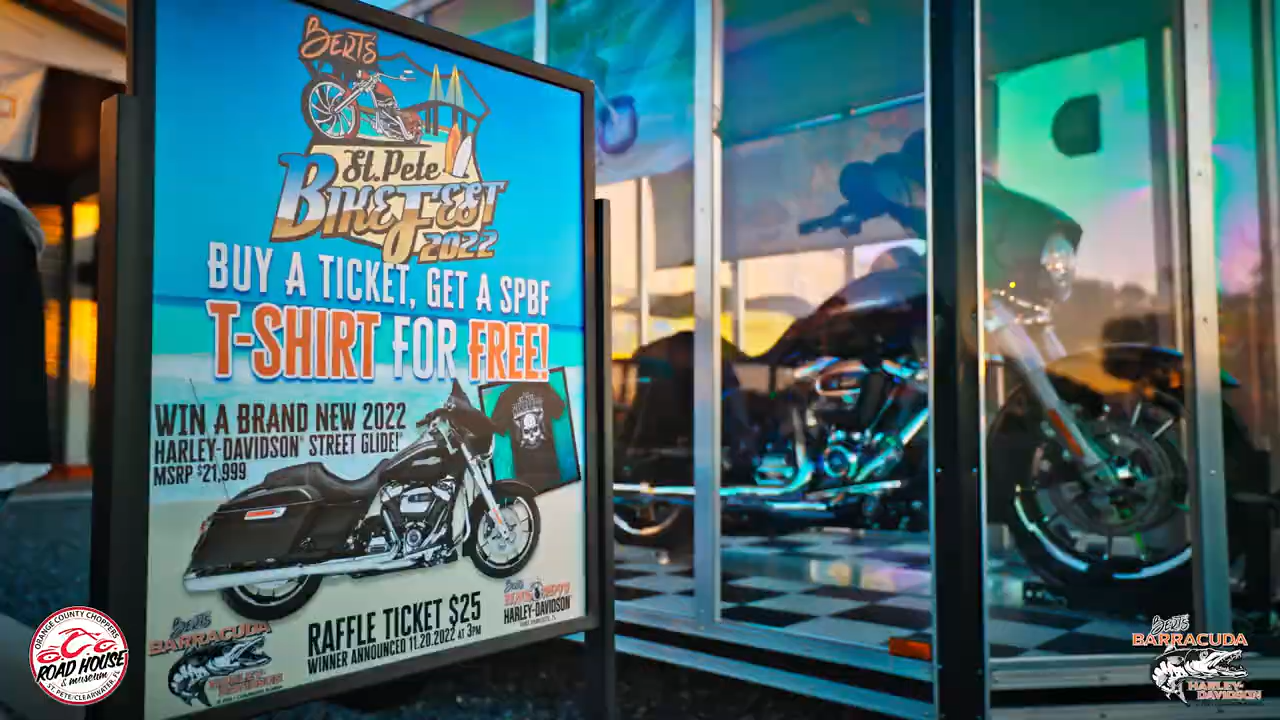 BERT'S
St. Pete
BIKEFEST
2022
BUY A TICKET, GET A SPBF
T-SHIRT FOR FREE!
WIN A BRAND NEW 2022
HARLEY-DAVIDSON® STREET GLIDE!®
MSRP $21,999
RAFFLE TICKET $25
WINNER ANNOUNCED 11.20.2022 AT 3PM
Bert's
BARRACUDA
HARLEY-DAVIDSON
Bert's
HARLEY-DAVIDSON
ORANGE COUNTY CHOPPERS
ROAD HOUSE
& museum
ST. PETE/CLEARWATER, FL
BERT'S
BARRACUDA
HARLEY-
DAVIDSON